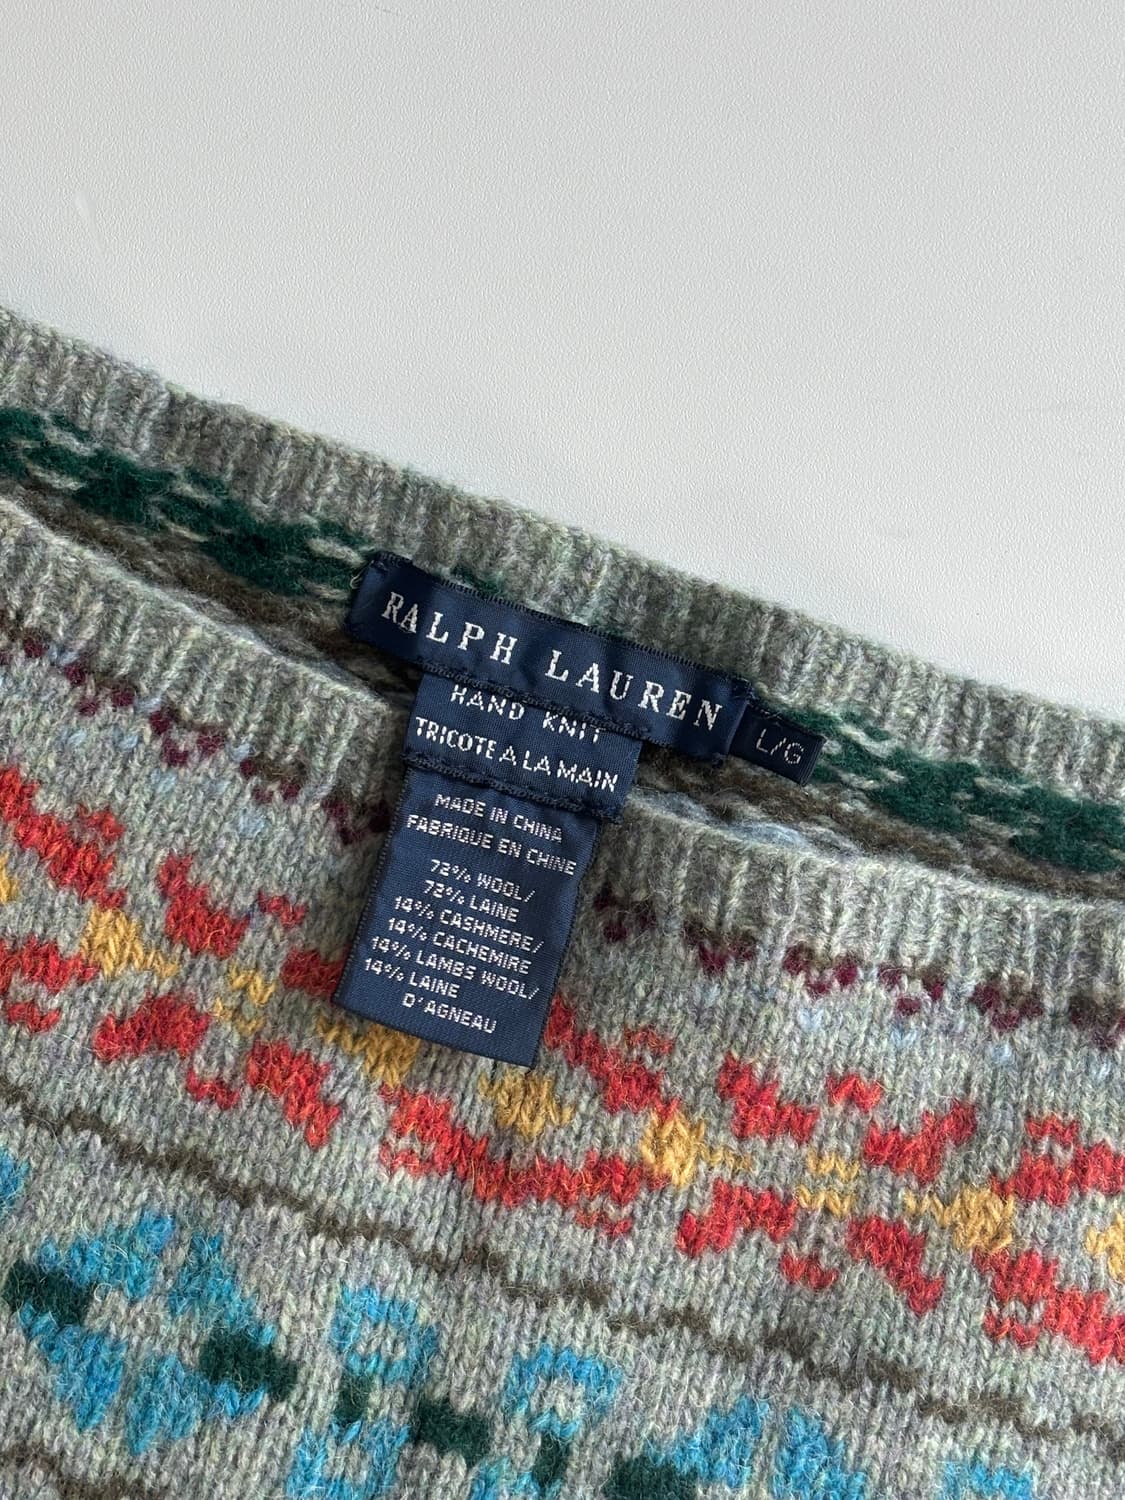 RALPH LAUREN
L/G
HAND KNIT
TRICOTE A LA MAIN
MADE IN CHINA
FABRIQUE EN CHINE
72% WOOL/
72% LAINE
14% CASHMERE/
14% CACHEMIRE
14% LAMBS WOOL/
14% LAINE
D'AGNEAU